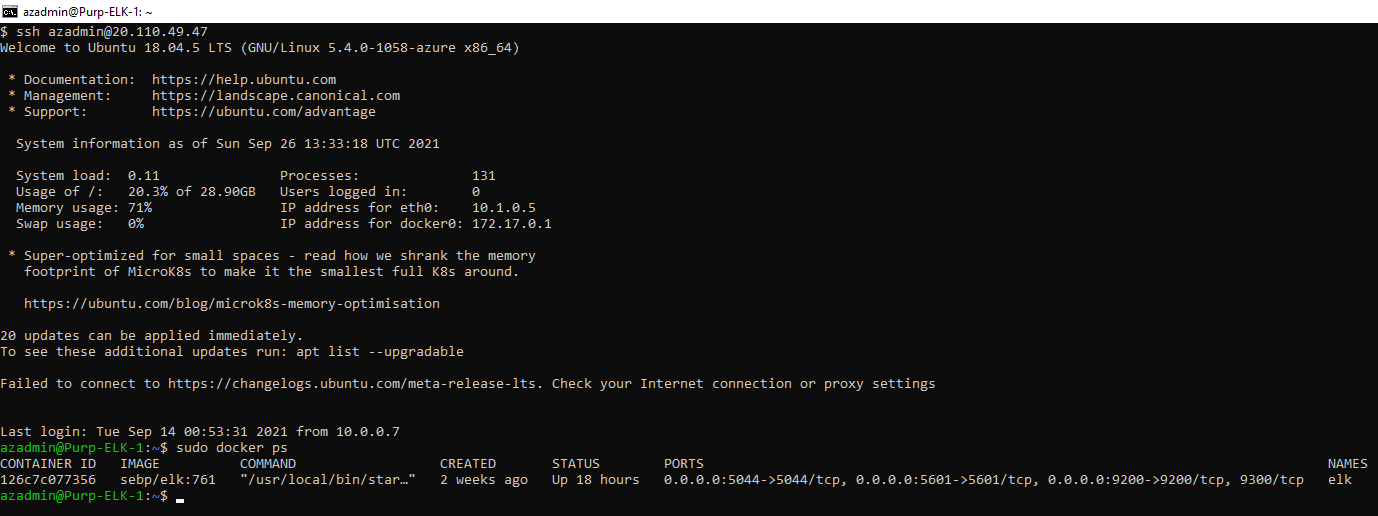 azadmin@Purp-ELK-1: ~
$ ssh azadmin@20.110.49.47
Welcome to Ubuntu 18.04.5 LTS (GNU/Linux 5.4.0-1058-azure x86_64)
 * Documentation:  https://help.ubuntu.com
 * Management:     https://landscape.canonical.com
 * Support:        https://ubuntu.com/advantage
  System information as of Sun Sep 26 13:33:18 UTC 2021
  System load:  0.11               Processes:              131
  Usage of /:   20.3% of 28.90GB   Users logged in:        0
  Memory usage: 71%                IP address for eth0:    10.1.0.5
  Swap usage:   0%                 IP address for docker0: 172.17.0.1
 * Super-optimized for small spaces - read how we shrank the memory
   footprint of MicroK8s to make it the smallest full K8s around.
   https://ubuntu.com/blog/microk8s-memory-optimisation
20 updates can be applied immediately.
To see these additional updates run: apt list --upgradable
Failed to connect to https://changelogs.ubuntu.com/meta-release-lts. Check your Internet connection or proxy settings
Last login: Tue Sep 14 00:53:31 2021 from 10.0.0.7
azadmin@Purp-ELK-1:~$ sudo docker ps
CONTAINER ID   IMAGE          COMMAND                  CREATED       STATUS        PORTS                                                                              NAMES
126c7c077356   sebp/elk:761   "/usr/local/bin/star…"   2 weeks ago   Up 18 hours   0.0.0.0:5044->5044/tcp, 0.0.0.0:5601->5601/tcp, 0.0.0.0:9200->9200/tcp, 9300/tcp   elk
azadmin@Purp-ELK-1:~$